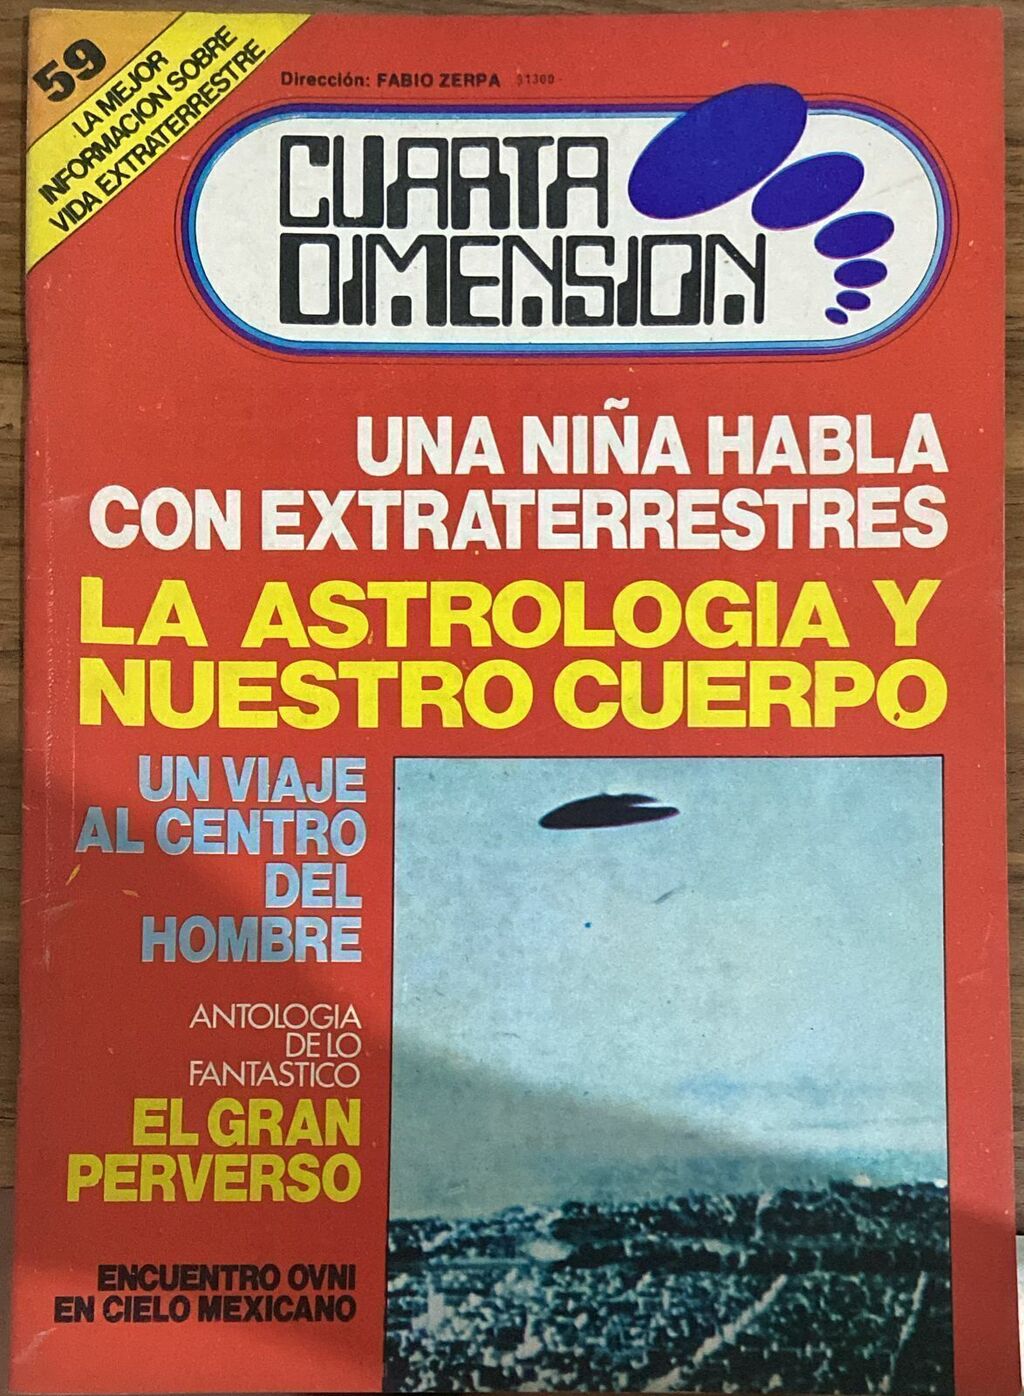 59
LA MEJOR
INFORMACION SOBRE
VIDA EXTRATERRESTRE
Dirección: FABIO ZERPA $1300.-
CUARTA
DIMENSION
UNA NIÑA HABLA
CON EXTRATERRESTRES
LA ASTROLOGIA Y
NUESTRO CUERPO
UN VIAJE
AL CENTRO
DEL
HOMBRE
ANTOLOGIA
DE LO
FANTASTICO
EL GRAN
PERVERSO
ENCUENTRO OVNI
EN CIELO MEXICANO